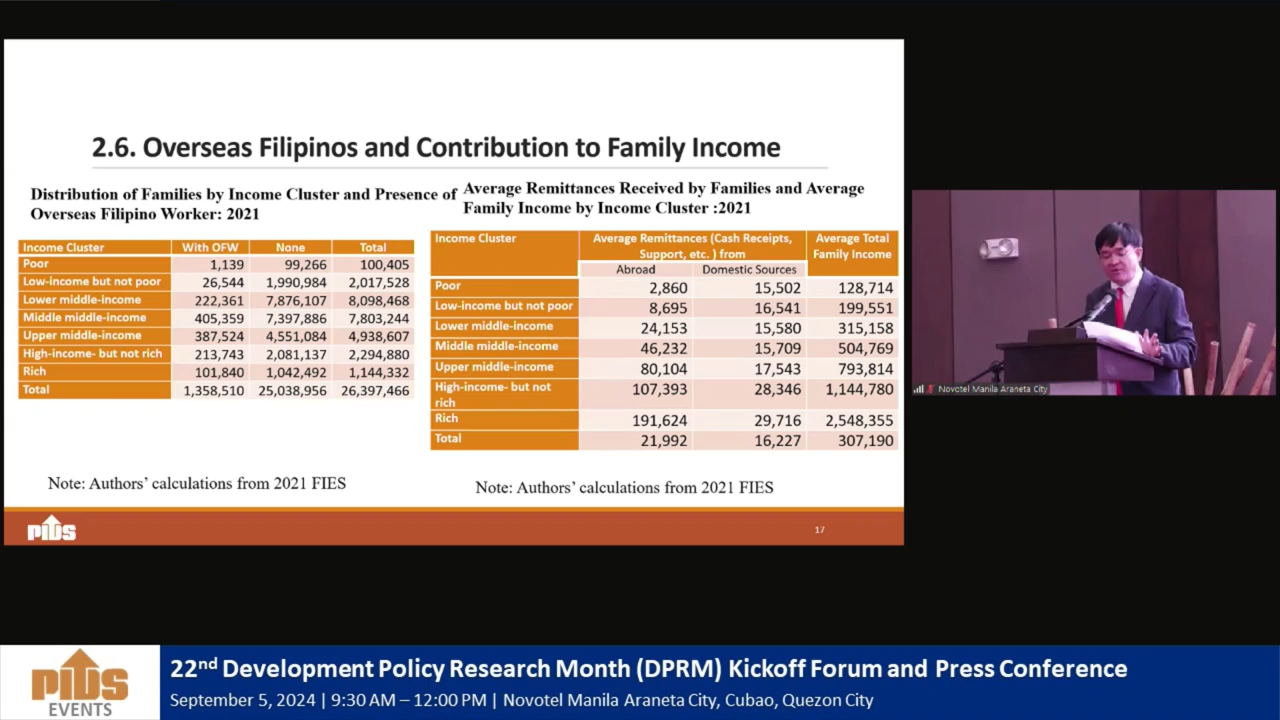 2.6. Overseas Filipinos and Contribution to Family Income
Distribution of Families by Income Cluster and Presence of
Overseas Filipino Worker: 2021
Income Cluster With OFW None Total
Poor 1,139 99,266 100,405
Low-income but not poor 26,544 1,990,984 2,017,528
Lower middle-income 222,361 7,876,107 8,098,468
Middle middle-income 405,359 7,397,886 7,803,244
Upper middle-income 387,524 4,551,084 4,938,607
High-income- but not rich 213,743 2,081,137 2,294,880
Rich 101,840 1,042,492 1,144,332
Total 1,358,510 25,038,956 26,397,466
Note: Authors' calculations from 2021 FIES
Average Remittances Received by Families and Average
Family Income by Income Cluster :2021
Income Cluster Average Remittances (Cash Receipts, Average Total
Support, etc. ) from Family Income
Abroad Domestic Sources
Poor 2,860 15,502 128,714
Low-income but not poor 8,695 16,541 199,551
Lower middle-income 24,153 15,580 315,158
Middle middle-income 46,232 15,709 504,769
Upper middle-income 80,104 17,543 793,814
High-income- but not 107,393 28,346 1,144,780
rich
Rich 191,624 29,716 2,548,355
Total 21,992 16,227 307,190
Note: Authors' calculations from 2021 FIES
PIDS
17
Novotel Manila Araneta City
PIDS
EVENTS
22nd Development Policy Research Month (DPRM) Kickoff Forum and Press Conference
September 5, 2024 | 9:30 AM – 12:00 PM | Novotel Manila Araneta City, Cubao, Quezon City